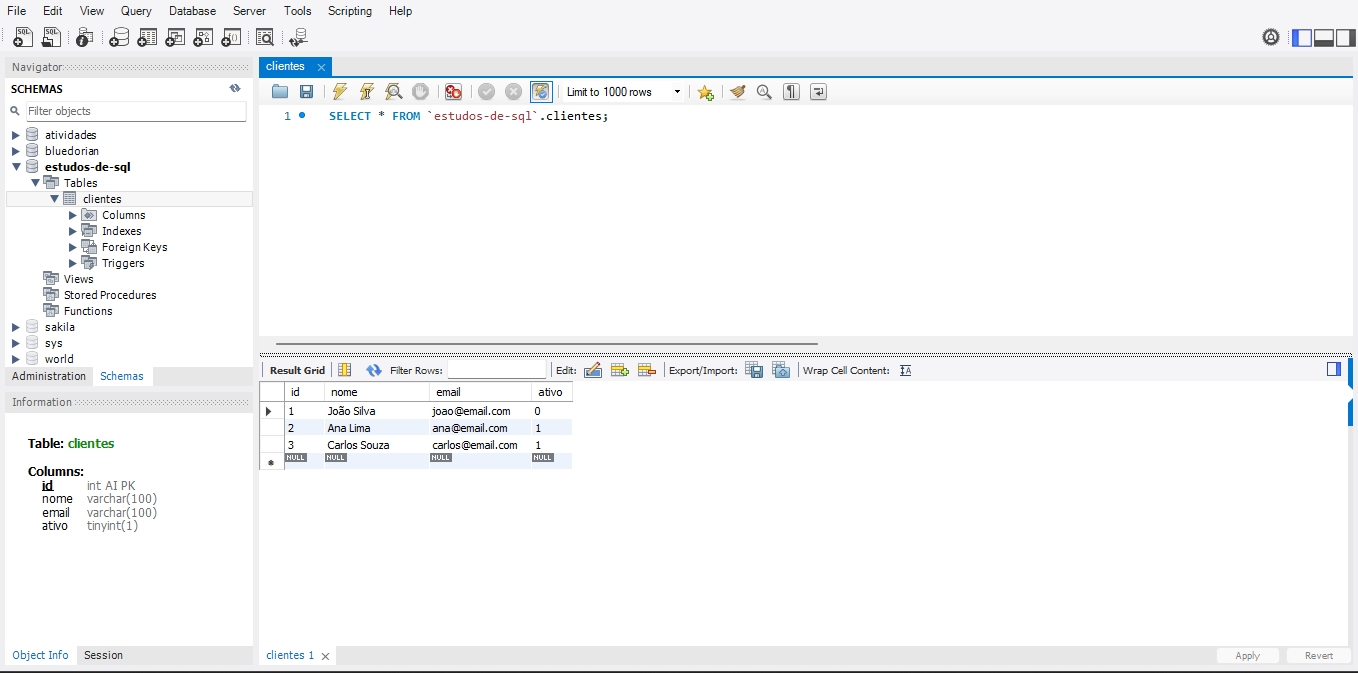 File Edit View Query Database Server Tools Scripting Help
Navigator
SCHEMAS
Filter objects
atividades
bluedorian
estudos-de-sql
Tables
clientes
Columns
Indexes
Foreign Keys
Triggers
Views
Stored Procedures
Functions
sakila
sys
world
Administration Schemas
Information
Table: clientes
Columns:
id int AI PK
nome varchar(100)
email varchar(100)
ativo tinyint(1)
Object Info Session
clientes
Limit to 1000 rows
1 SELECT * FROM `estudos-de-sql`.clientes;
Result Grid Filter Rows: Edit: Export/Import: Wrap Cell Content:
id nome email ativo
1 João Silva joao@email.com 0
2 Ana Lima ana@email.com 1
3 Carlos Souza carlos@email.com 1
NULL NULL NULL NULL
clientes 1
Apply Revert